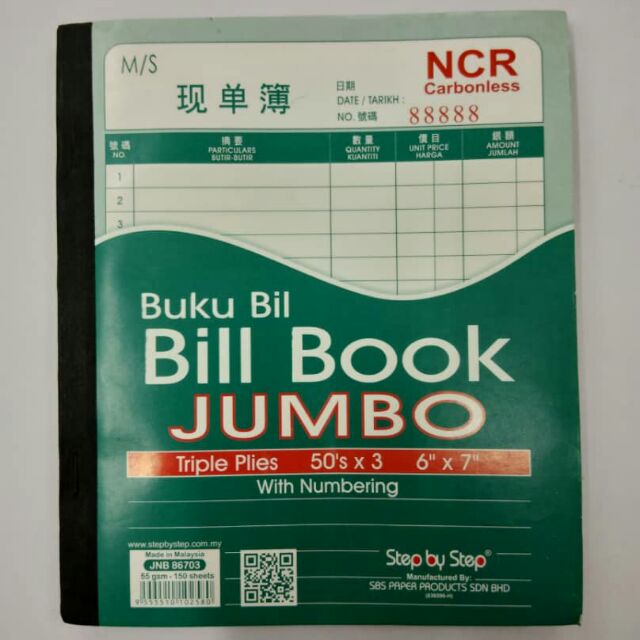 M/S
现单簿
日期
DATE / TARIKH :
NO. 號碼 88888
NCR
Carbonless
號碼 摘要 數量 價目 銀額
NO. PARTICULARS QUANTITY UNIT PRICE AMOUNT
BUTIR-BUTIR KUANTITI HARGA JUMLAH
1
2
3
Buku Bil
Bill Book
JUMBO
Triple Plies 50's x 3 6" x 7"
With Numbering
www.stepbystep.com.my
Made in Malaysia
JNB 86703
55 gsm - 150 sheets
9555510102580
Step by Step®
Manufactured By:
SBS PAPER PRODUCTS SDN BHD